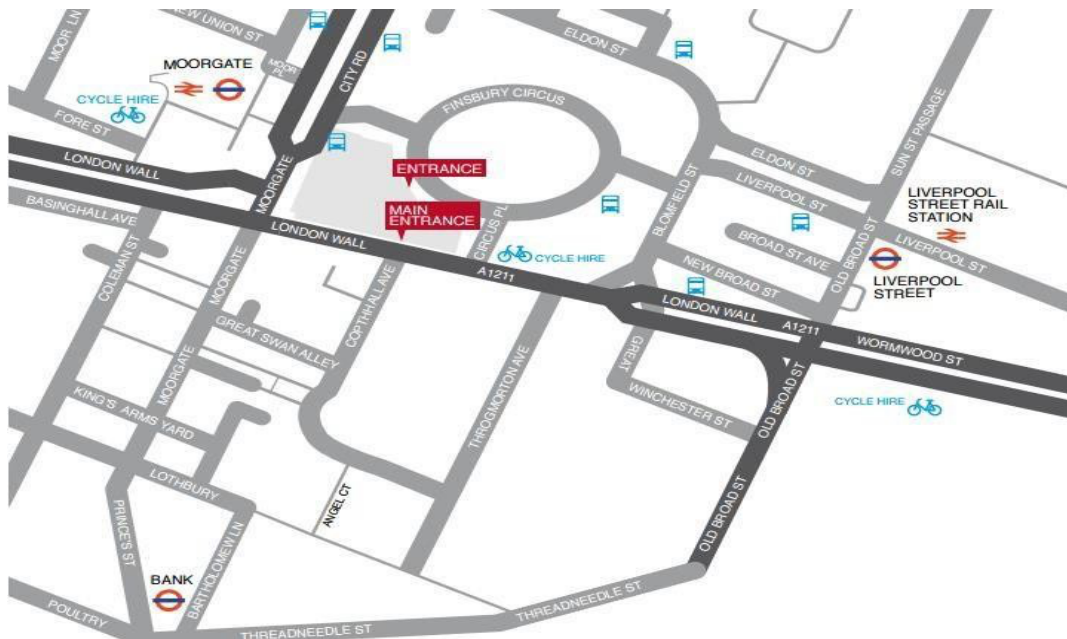 MOOR LN
NEW UNION ST
MOORGATE
MOOR
PL
CITY RD
ELDON ST
CYCLE HIRE
FORE ST
FINSBURY CIRCUS
SUN ST PASSAGE
LONDON WALL
MOORGATE
ENTRANCE
ELDON ST
LIVERPOOL ST
BLOMFIELD ST
LIVERPOOL
STREET RAIL
STATION
BASINGHALL AVE
MAIN
ENTRANCE
LONDON WALL
CIRCUS PL
CYCLE HIRE
A1211
BROAD ST AVE
OLD BROAD ST
LIVERPOOL ST
LIVERPOOL
STREET
NEW BROAD ST
COLEMAN ST
MOORGATE
COPTHHALL AVE
GREAT SWAN ALLEY
LONDON WALL
A1211
WORMWOOD ST
GREAT
WINCHESTER ST
THROGMORTON AVE
OLD BROAD ST
CYCLE HIRE
MOORGATE
KING'S ARMS YARD
LOTHBURY
PRINCE'S ST
ANGEL CT
BARTHOLOMEW LN
OLD BROAD ST
BANK
POULTRY
THREADNEEDLE ST
THREADNEEDLE ST